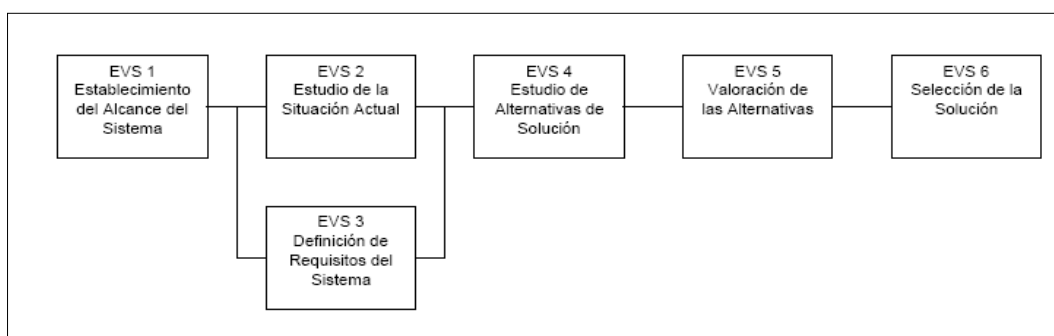 EVS 1
Establecimiento
del Alcance del
Sistema
EVS 2
Estudio de la
Situación Actual
EVS 3
Definición de
Requisitos del
Sistema
EVS 4
Estudio de
Alternativas de
Solución
EVS 5
Valoración de
las Alternativas
EVS 6
Selección de la
Solución